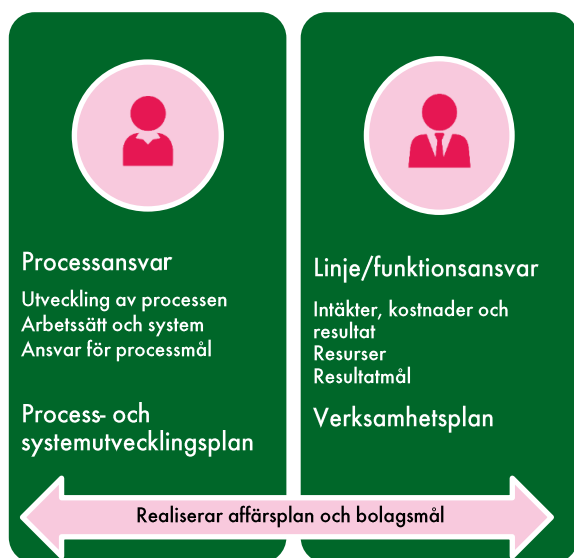 Processansvar
Utveckling av processen
Arbetssätt och system
Ansvar för processmål
Process- och
systemutvecklingsplan
Linje/funktionsansvar
Intäkter, kostnader och
resultat
Resurser
Resultatmål
Verksamhetsplan
Realiserar affärsplan och bolagsmål